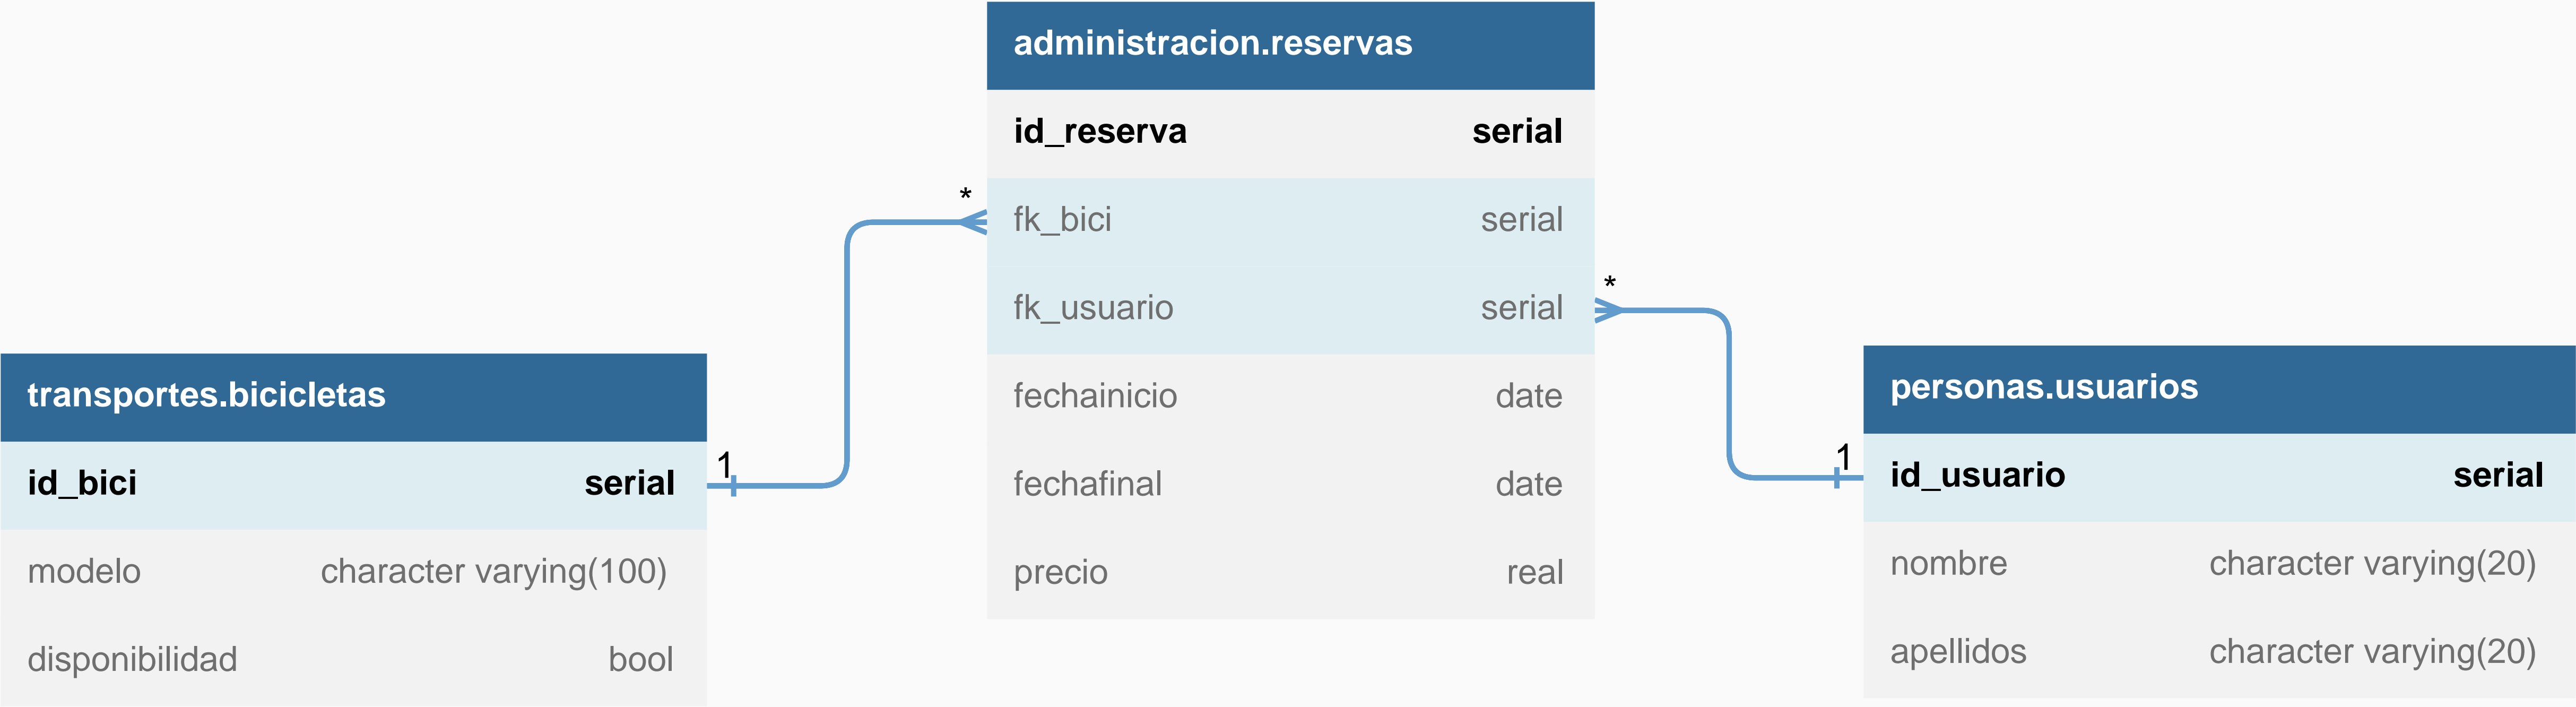 administracion.reservas
id_reserva serial
* fk_bici serial
fk_usuario serial *
fechainicio date
fechafinal date
precio real
transportes.bicicletas
id_bici serial 1
modelo character varying(100)
disponibilidad bool
personas.usuarios
1 id_usuario serial
nombre character varying(20)
apellidos character varying(20)